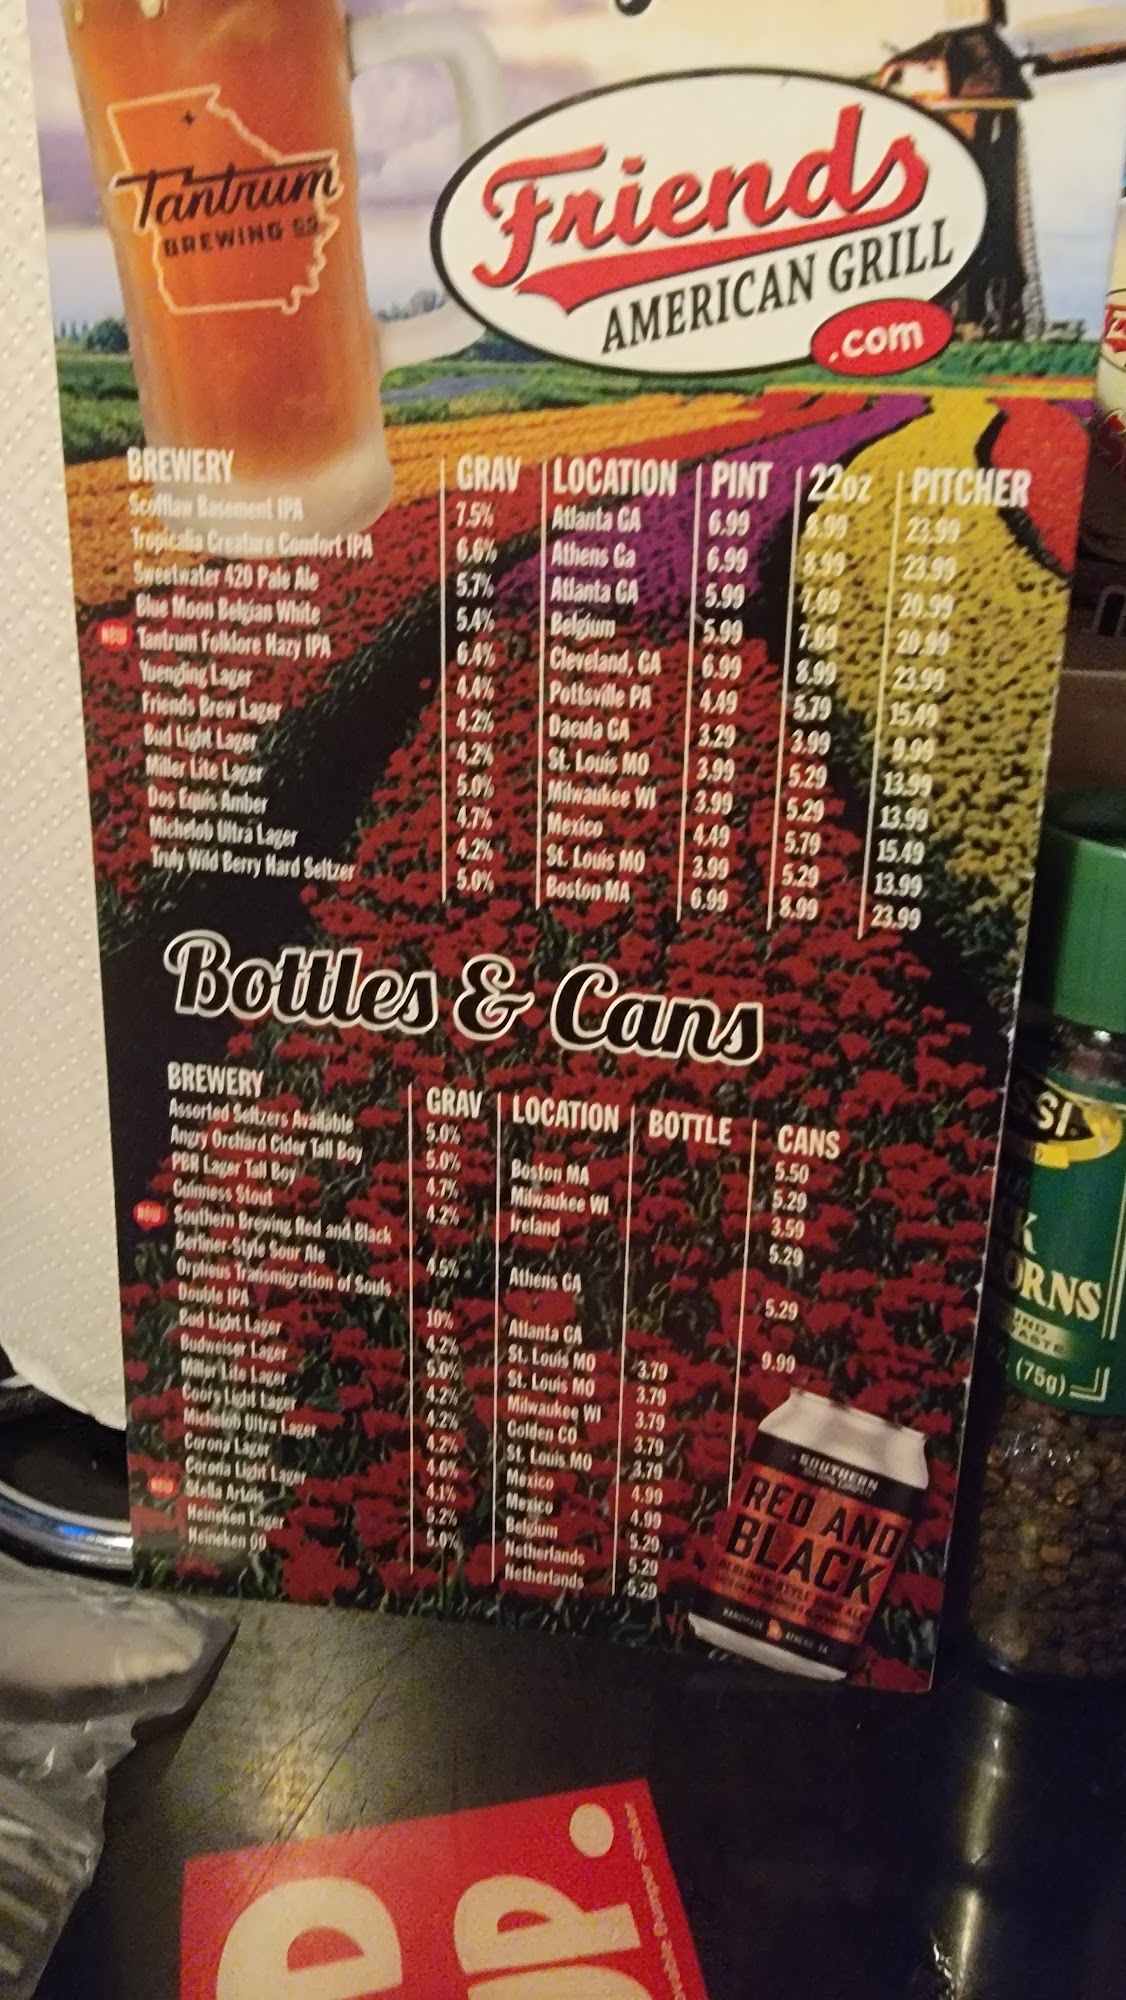 Tantrum
BREWING CO
Friends
AMERICAN GRILL
.com
BREWERY GRAV LOCATION PINT 22oz PITCHER
Scofflaw Basement IPA 7.5% Atlanta GA 6.99 8.99 23.99
Tropicalia Creature Comfort IPA 6.6% Athens Ga 6.99 8.99 23.99
Sweetwater 420 Pale Ale 5.7% Atlanta GA 5.99 7.69 20.99
Blue Moon Belgian White 5.4% Belgium 5.99 7.69 20.99
NEW Tantrum Folklore Hazy IPA 6.4% Cleveland, GA 6.99 8.99 23.99
Yuengling Lager 4.4% Pottsville PA 4.49 5.79 15.49
Friends Brew Lager 4.2% Dacula GA 3.29 3.99 9.99
Bud Light Lager 4.2% St. Louis MO 3.99 5.29 13.99
Miller Lite Lager 5.0% Milwaukee WI 3.99 5.29 13.99
Dos Equis Amber 4.7% Mexico 4.49 5.79 15.49
Michelob Ultra Lager 4.2% St. Louis MO 3.99 5.29 13.99
Truly Wild Berry Hard Seltzer 5.0% Boston MA 6.99 8.99 23.99
Bottles & Cans
BREWERY GRAV LOCATION BOTTLE CANS
Assorted Seltzers Available 5.0% 5.50
Angry Orchard Cider Tall Boy 5.0% Boston MA 5.29
PBR Lager Tall Boy 4.7% Milwaukee WI 3.59
Guinness Stout 4.2% Ireland 5.29
NEW Southern Brewing Red and Black
Berliner-Style Sour Ale 4.5% Athens GA 5.29
Orpheus Transmigration of Souls
Double IPA 10% Atlanta GA 9.99
Bud Light Lager 4.2% St. Louis MO 3.79
Budweiser Lager 5.0% St. Louis MO 3.79
Miller Lite Lager 4.2% Milwaukee WI 3.79
Coors Light Lager 4.2% Golden CO 3.79
Michelob Ultra Lager 4.2% St. Louis MO 3.79
Corona Lager 4.6% Mexico 4.99
Corona Light Lager 4.1% Mexico 4.99
NEW Stella Artois 5.2% Belgium 5.29
Heineken Lager 5.0% Netherlands 5.29
Heineken 00 Netherlands 5.29
SOUTHERN
RED AND
BLACK
HANDMADE ATHENS, GA
ORNS
(75g)